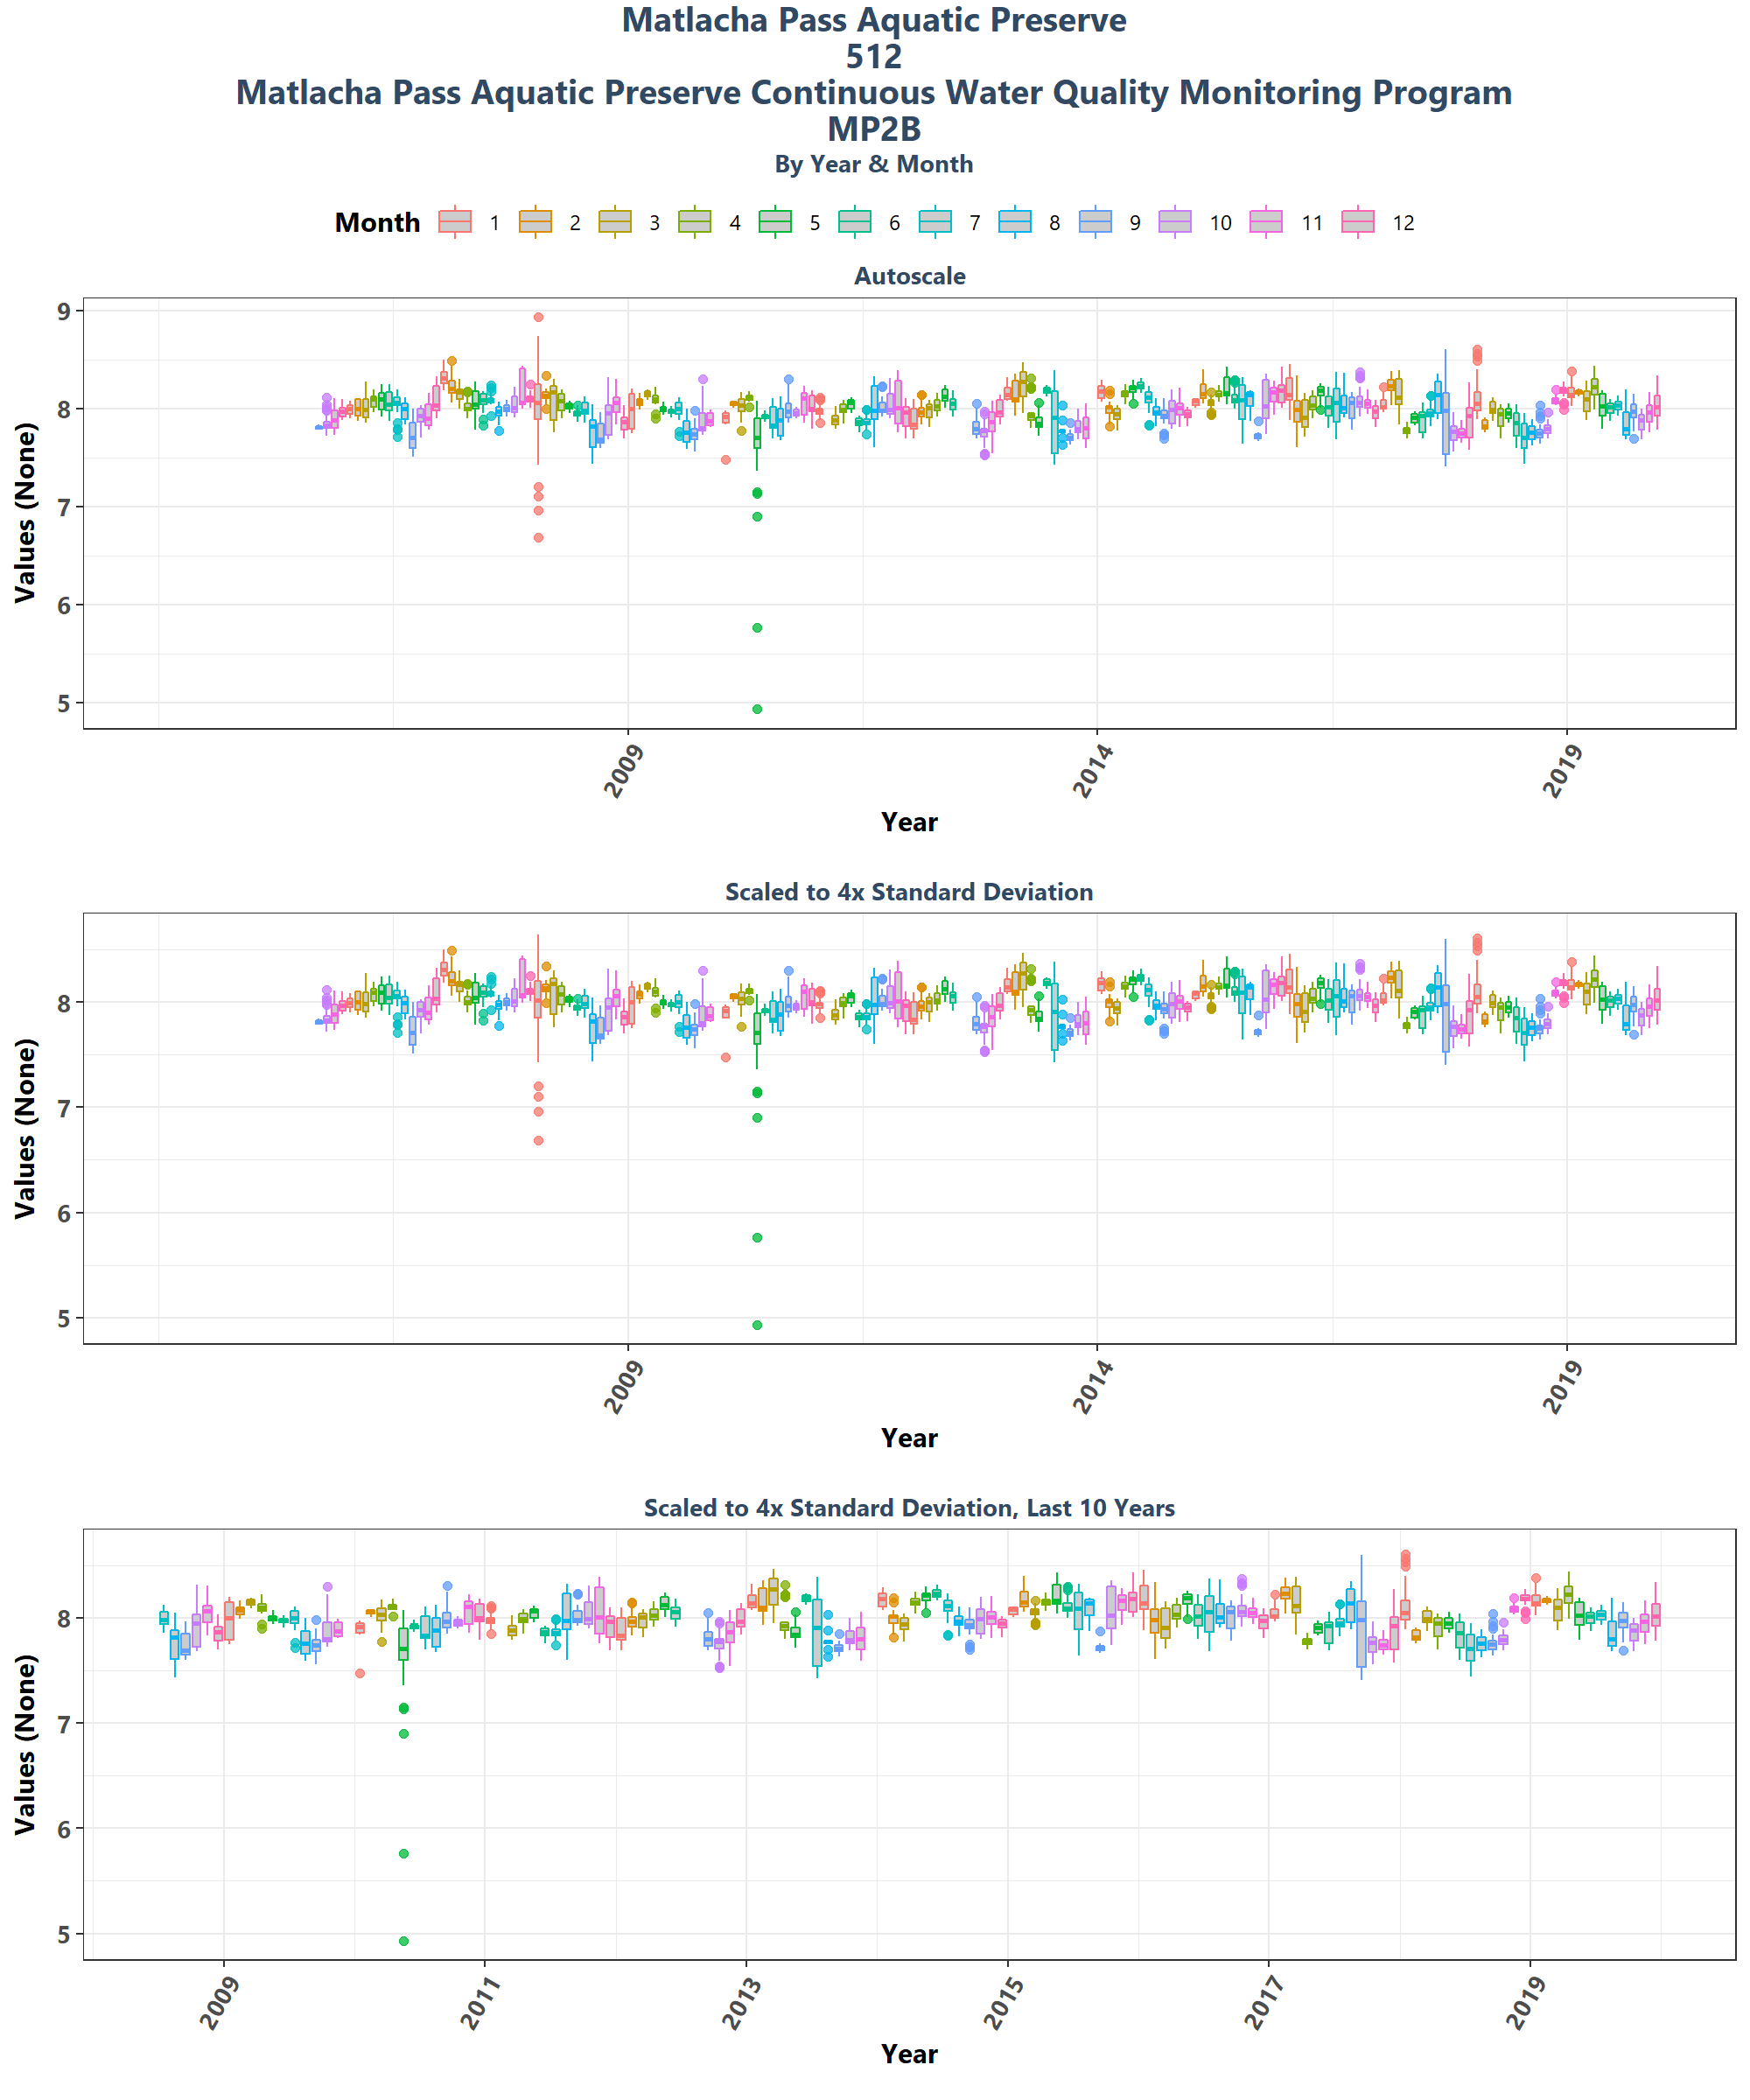 Matlacha Pass Aquatic Preserve
512
Matlacha Pass Aquatic Preserve Continuous Water Quality Monitoring Program
MP2B
By Year & Month
Month 1 2 3 4 5 6 7 8 9 10 11 12
Autoscale
Values (None)
9
8
7
6
5
2009 2014 2019
Year
Scaled to 4x Standard Deviation
Values (None)
8
7
6
5
2009 2014 2019
Year
Scaled to 4x Standard Deviation, Last 10 Years
Values (None)
8
7
6
5
2009 2011 2013 2015 2017 2019
Year